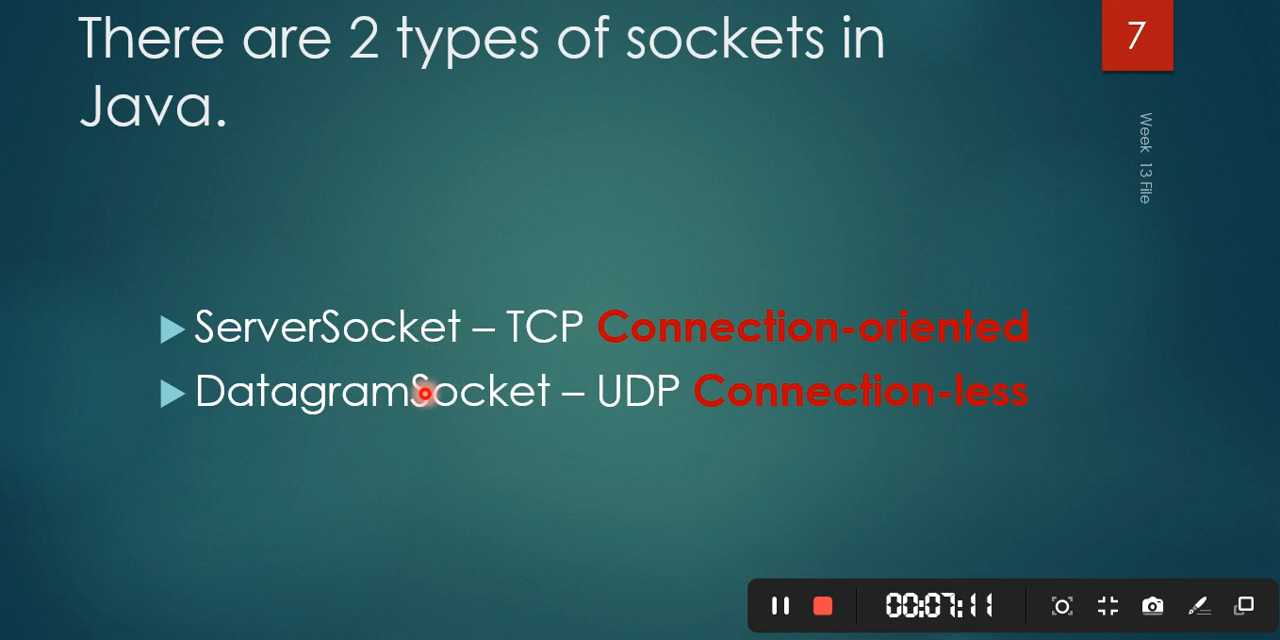 There are 2 types of sockets in
Java.
7
Week 13 File
ServerSocket – TCP Connection-oriented
DatagramSocket – UDP Connection-less
00:07:11